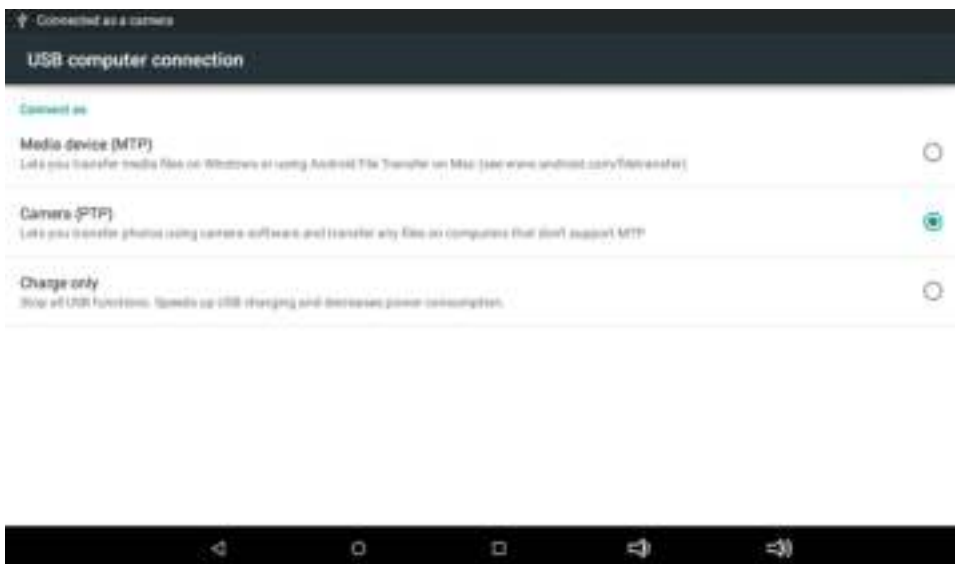 Connected as a camera
USB computer connection
Connect as
Media device (MTP)
Lets you transfer media files on Windows or using Android File Transfer on Mac (see www.android.com/filetransfer)
Camera (PTP)
Lets you transfer photos using camera software and transfer any files on computers that don't support MTP
Charge only
Stop all USB functions. Speeds up USB charging and decreases power consumption.